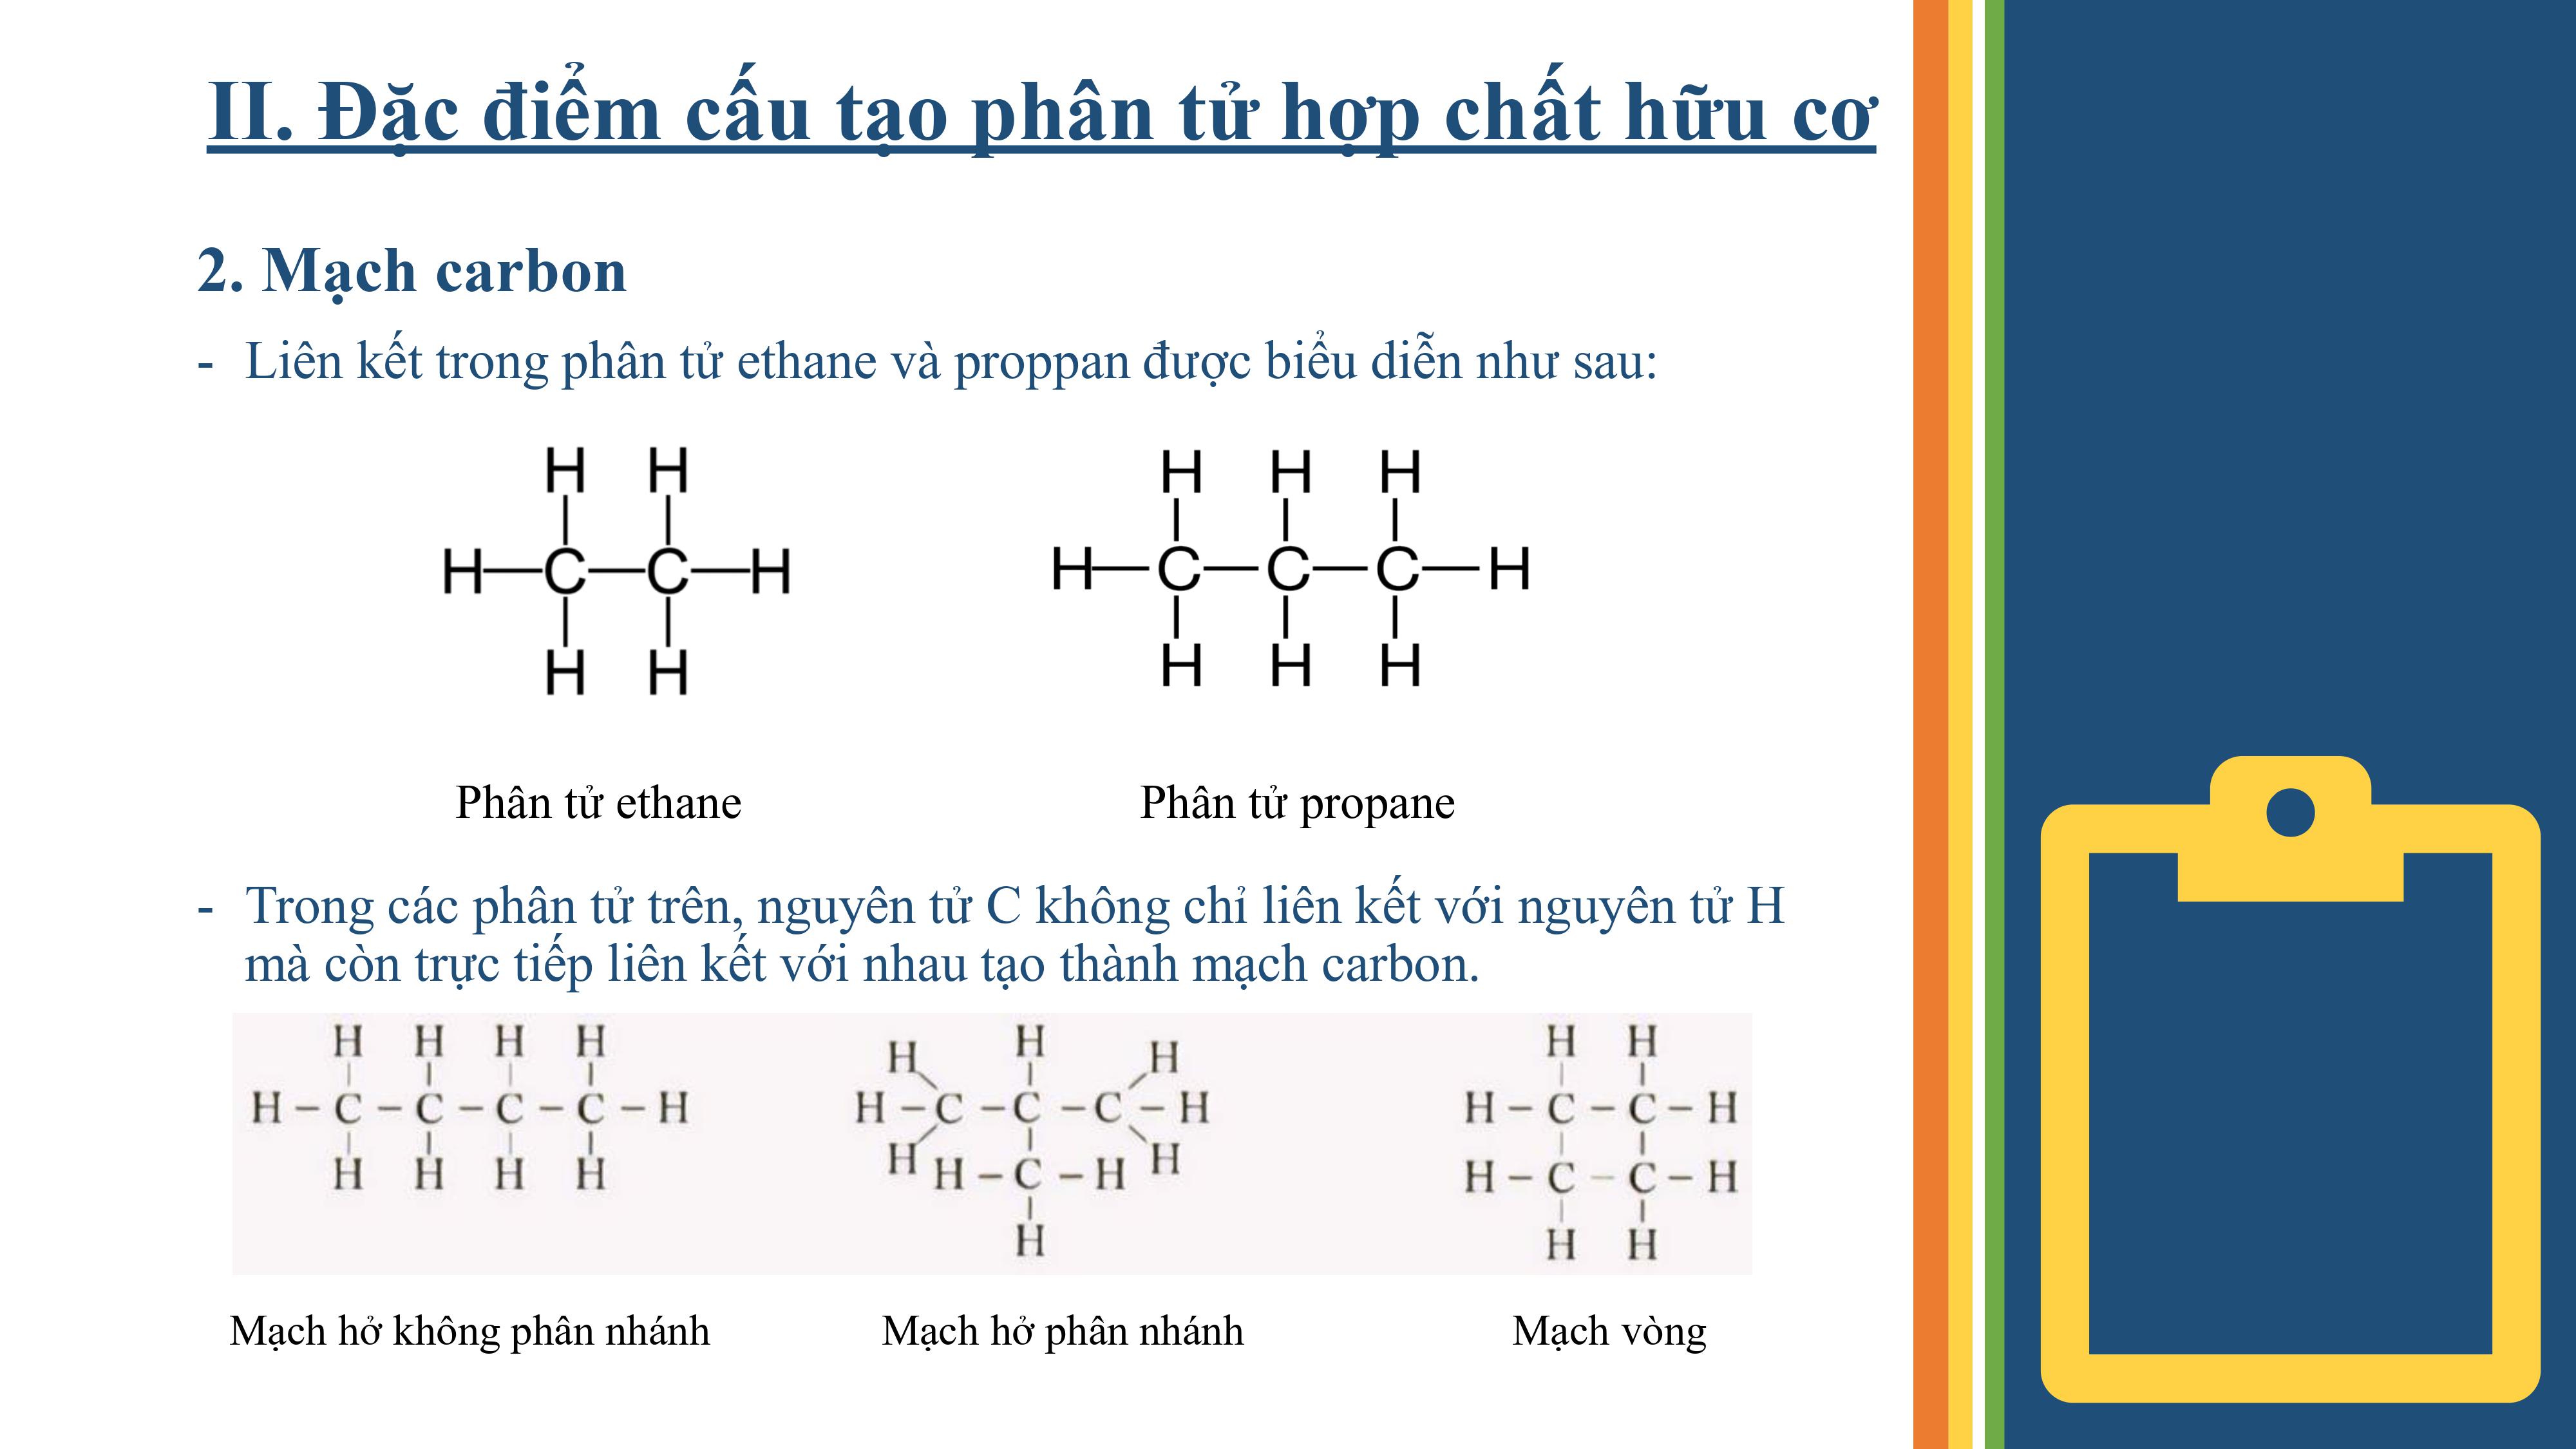 II. Đặc điểm cấu tạo phân tử hợp chất hữu cơ
2. Mạch carbon
- Liên kết trong phân tử ethane và proppan được biểu diễn như sau:
H H
H C C H
H H
H H H
H C C C H
H H H
Phân tử ethane
Phân tử propane
- Trong các phân tử trên, nguyên tử C không chỉ liên kết với nguyên tử H
mà còn trực tiếp liên kết với nhau tạo thành mạch carbon.
H H H H
H – C – C – C – C – H
H H H H
H H H
H – C – C – C – H
H H – C – H H
H
H H
H – C – C – H
H – C – C – H
H H
Mạch hở không phân nhánh
Mạch hở phân nhánh
Mạch vòng